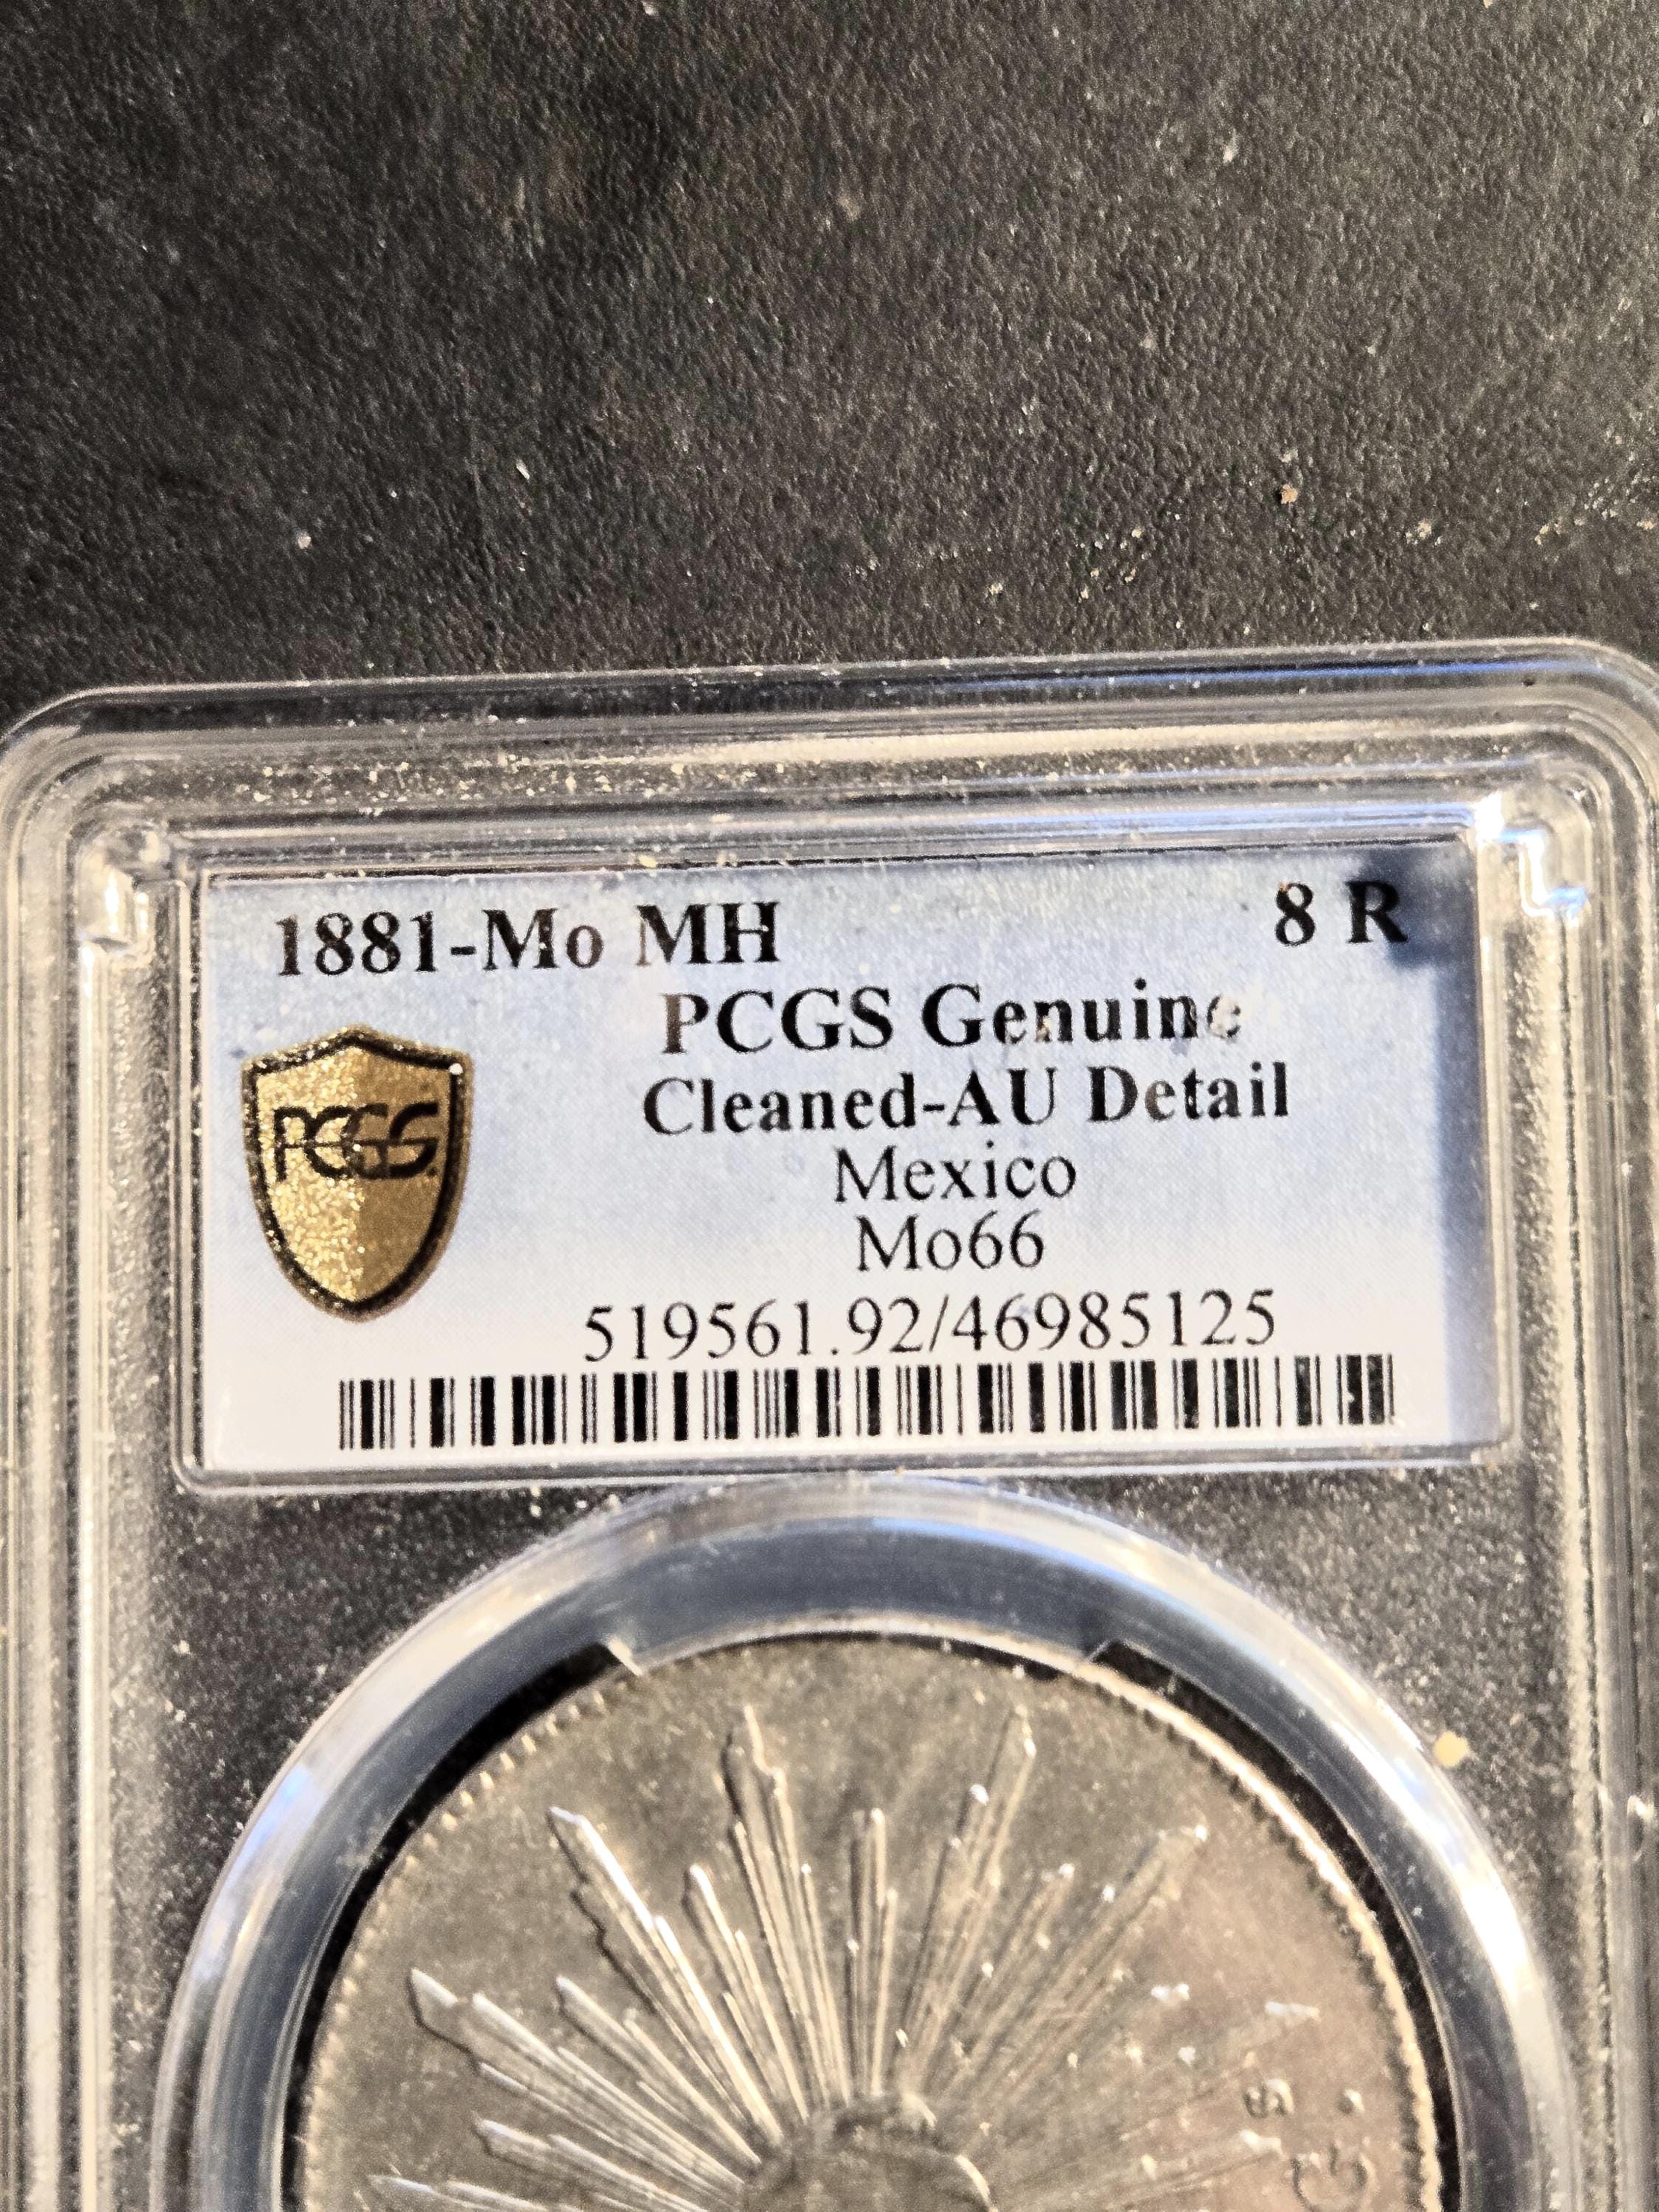 1881-Mo MH 8 R
PCGS Genuine
Cleaned-AU Detail
Mexico
Mo66
519561.92/46985125
PCGS